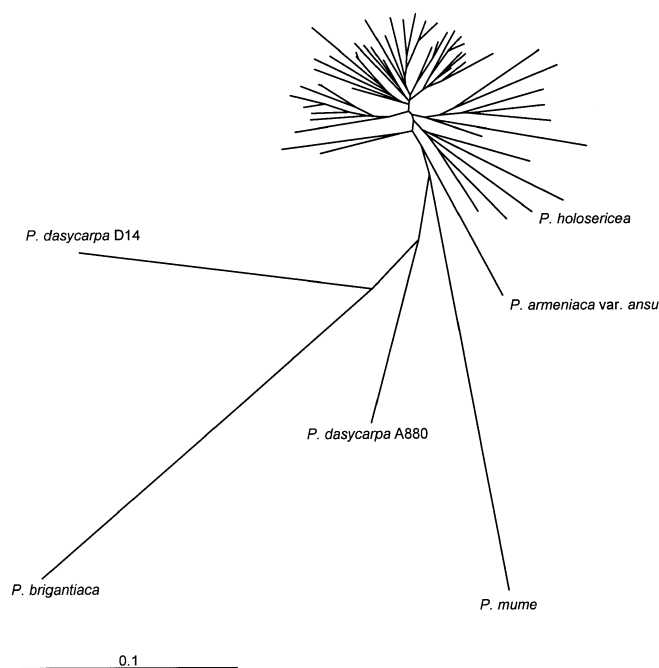 P. holosericea
P. dasycarpa D14
P. armeniaca var. ansu
P. dasycarpa A880
P. brigantiaca
P. mume
0.1